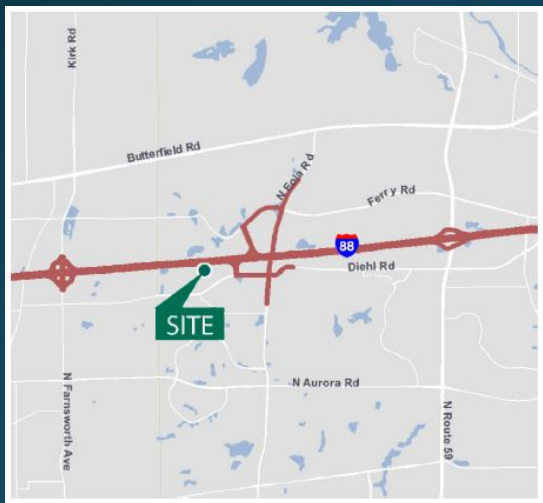 Kirk Rd
Butterfield Rd
N Eola Rd
Ferry Rd
88
Diehl Rd
SITE
N Aurora Rd
N Farnsworth Ave
N Route 59